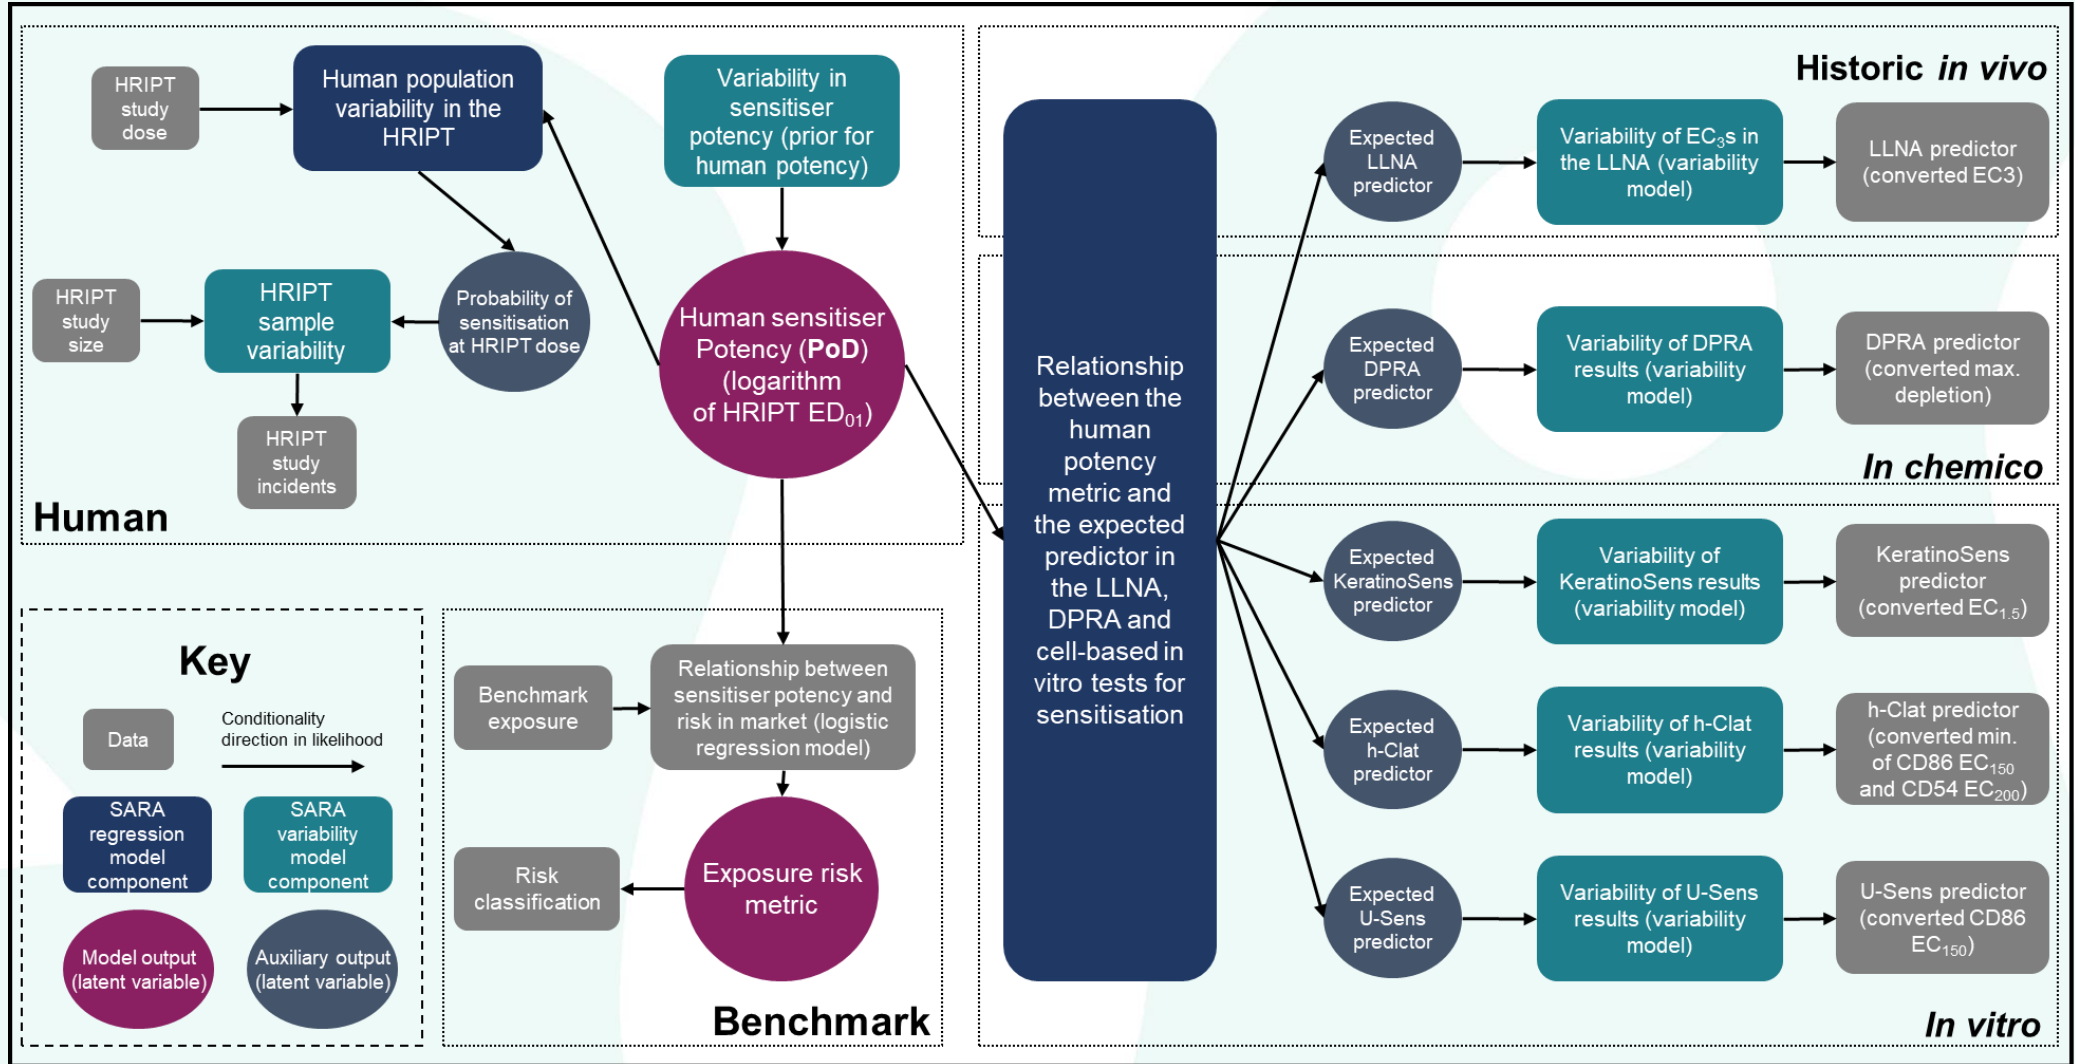 HRIPT
study
dose
Human population
variability in the
HRIPT
Variability in
sensitiser
potency (prior for
human potency)
HRIPT
study
size
HRIPT
sample
variability
Probability of
sensitisation
at HRIPT dose
Human sensitiser
Potency (PoD)
(logarithm
of HRIPT ED01)
HRIPT
study
incidents
Human
Key
Data
Conditionality
direction in likelihood
SARA
regression
model
component
SARA
variability
model
component
Model output
(latent variable)
Auxiliary output
(latent variable)
Benchmark
exposure
Relationship between
sensitiser potency and
risk in market (logistic
regression model)
Risk
classification
Exposure risk
metric
Benchmark
Relationship
between the
human
potency
metric and
the expected
predictor in
the LLNA,
DPRA and
cell-based in
vitro tests for
sensitisation
Historic in vivo
Expected
LLNA
predictor
Variability of EC3s in
the LLNA (variability
model)
LLNA predictor
(converted EC3)
Expected
DPRA
predictor
Variability of DPRA
results (variability
model)
DPRA predictor
(converted max.
depletion)
In chemico
Expected
KeratinoSens
predictor
Variability of
KeratinoSens results
(variability model)
KeratinoSens
predictor
(converted EC1.5)
Expected
h-Clat
predictor
Variability of h-Clat
results (variability
model)
h-Clat predictor
(converted min.
of CD86 EC150
and CD54 EC200)
Expected
U-Sens
predictor
Variability of U-Sens
results (variability
model)
U-Sens predictor
(converted CD86
EC150)
In vitro